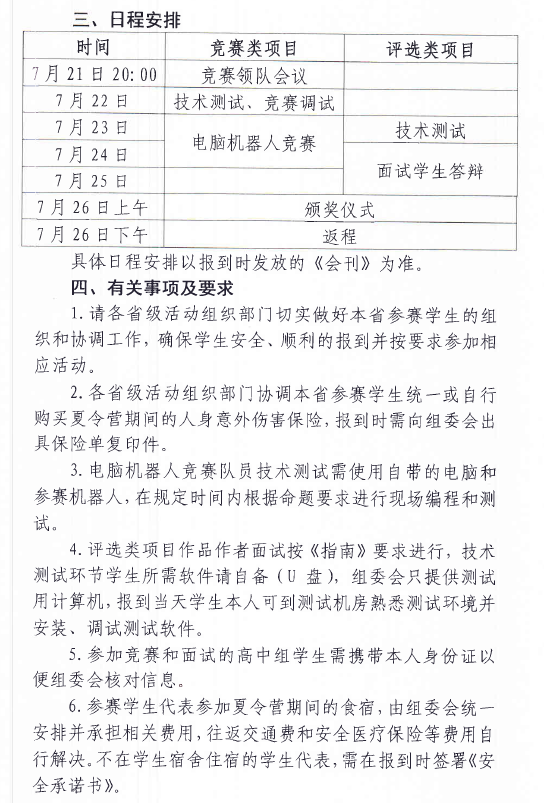 三、日程安排
时间 竞赛类项目 评选类项目
7月21日20:00 竞赛领队会议
7月22日 技术测试、竞赛调试
7月23日 电脑机器人竞赛 技术测试
7月24日 面试学生答辩
7月25日
7月26日上午 颁奖仪式
7月26日下午 返程
具体日程安排以报到时发放的《会刊》为准。
四、有关事项及要求
1.请各省级活动组织部门切实做好本省参赛学生的组
织和协调工作，确保学生安全、顺利的报到并按要求参加相
应活动。
2.各省级活动组织部门协调本省参赛学生统一或自行
购买夏令营期间的人身意外伤害保险，报到时需向组委会出
具保险单复印件。
3.电脑机器人竞赛队员技术测试需使用自带的电脑和
参赛机器人，在规定时间内根据命题要求进行现场编程和测
试。
4.评选类项目作品作者面试按《指南》要求进行，技术
测试环节学生所需软件请自备（U 盘），组委会只提供测试
用计算机，报到当天学生本人可到测试机房熟悉测试环境并
安装、调试测试软件。
5.参加竞赛和面试的高中组学生需携带本人身份证以
便组委会核对信息。
6.参赛学生代表参加夏令营期间的食宿，由组委会统一
安排并承担相关费用，往返交通费和安全医疗保险等费用自
行解决。不在学生宿舍住宿的学生代表，需在报到时签署《安
全承诺书》。